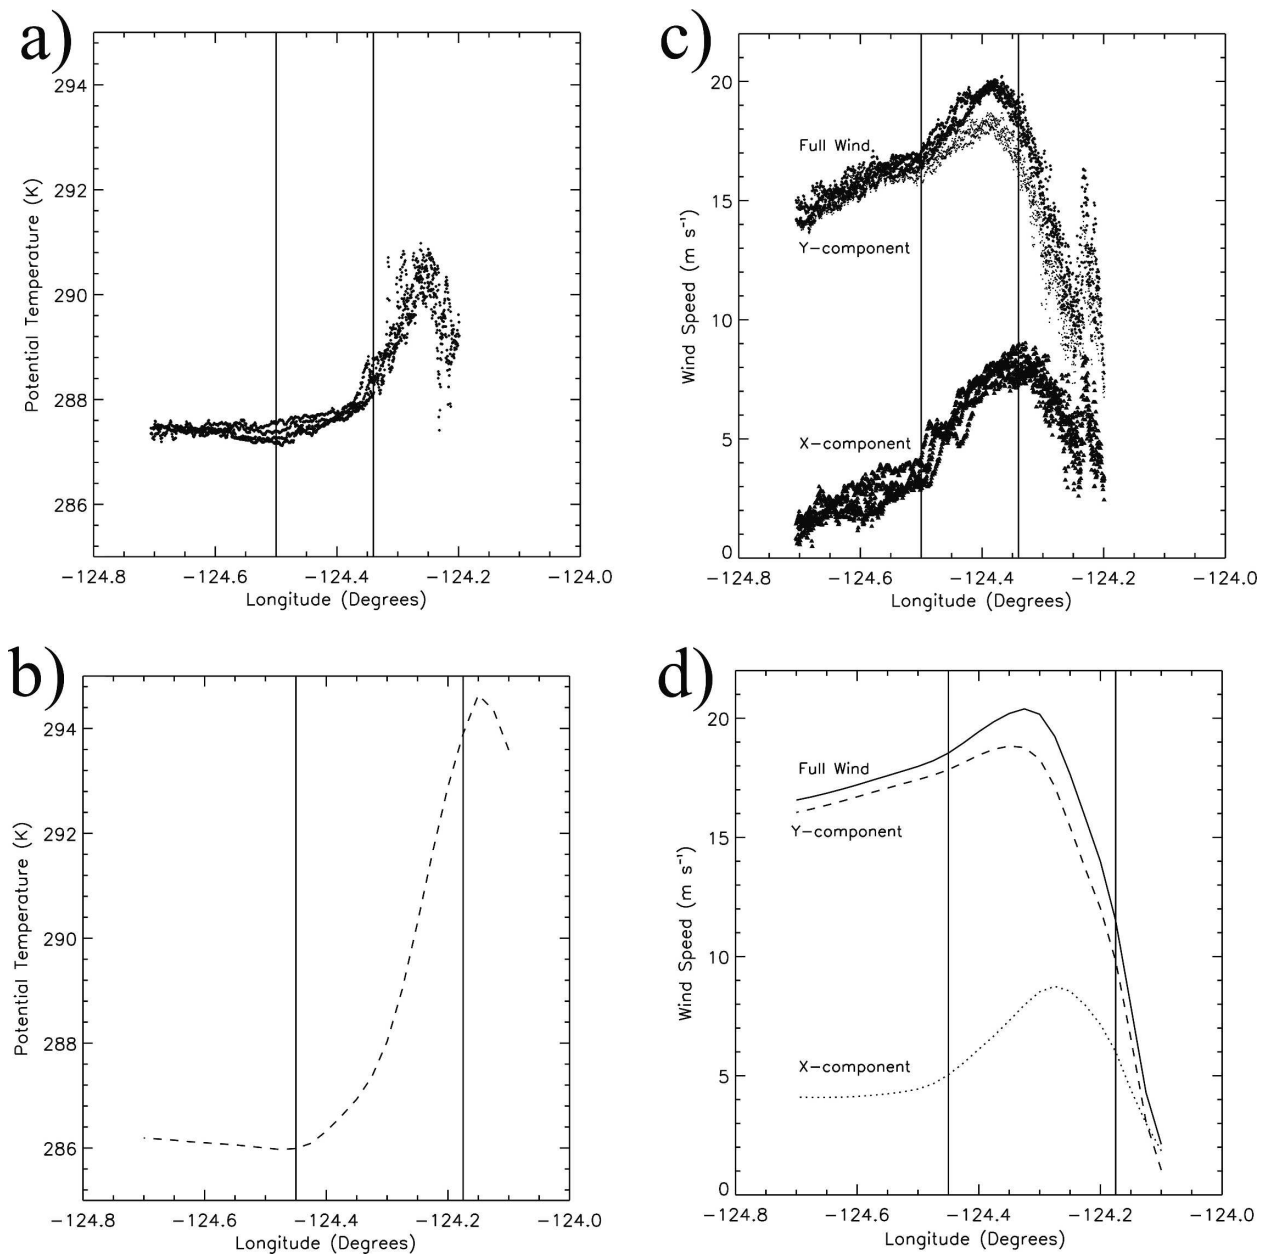 a)
294
292
290
288
286
Potential Temperature (K)
−124.8
−124.6
−124.4
−124.2
−124.0
Longitude (Degrees)
c)
20
15
10
5
0
Wind Speed (m s⁻¹)
Full Wind
Y−component
X−component
−124.8
−124.6
−124.4
−124.2
−124.0
Longitude (Degrees)
b)
294
292
290
288
286
Potential Temperature (K)
−124.8
−124.6
−124.4
−124.2
−124.0
Longitude (Degrees)
d)
20
15
10
5
0
Wind Speed (m s⁻¹)
Full Wind
Y−component
X−component
−124.8
−124.6
−124.4
−124.2
−124.0
Longitude (Degrees)